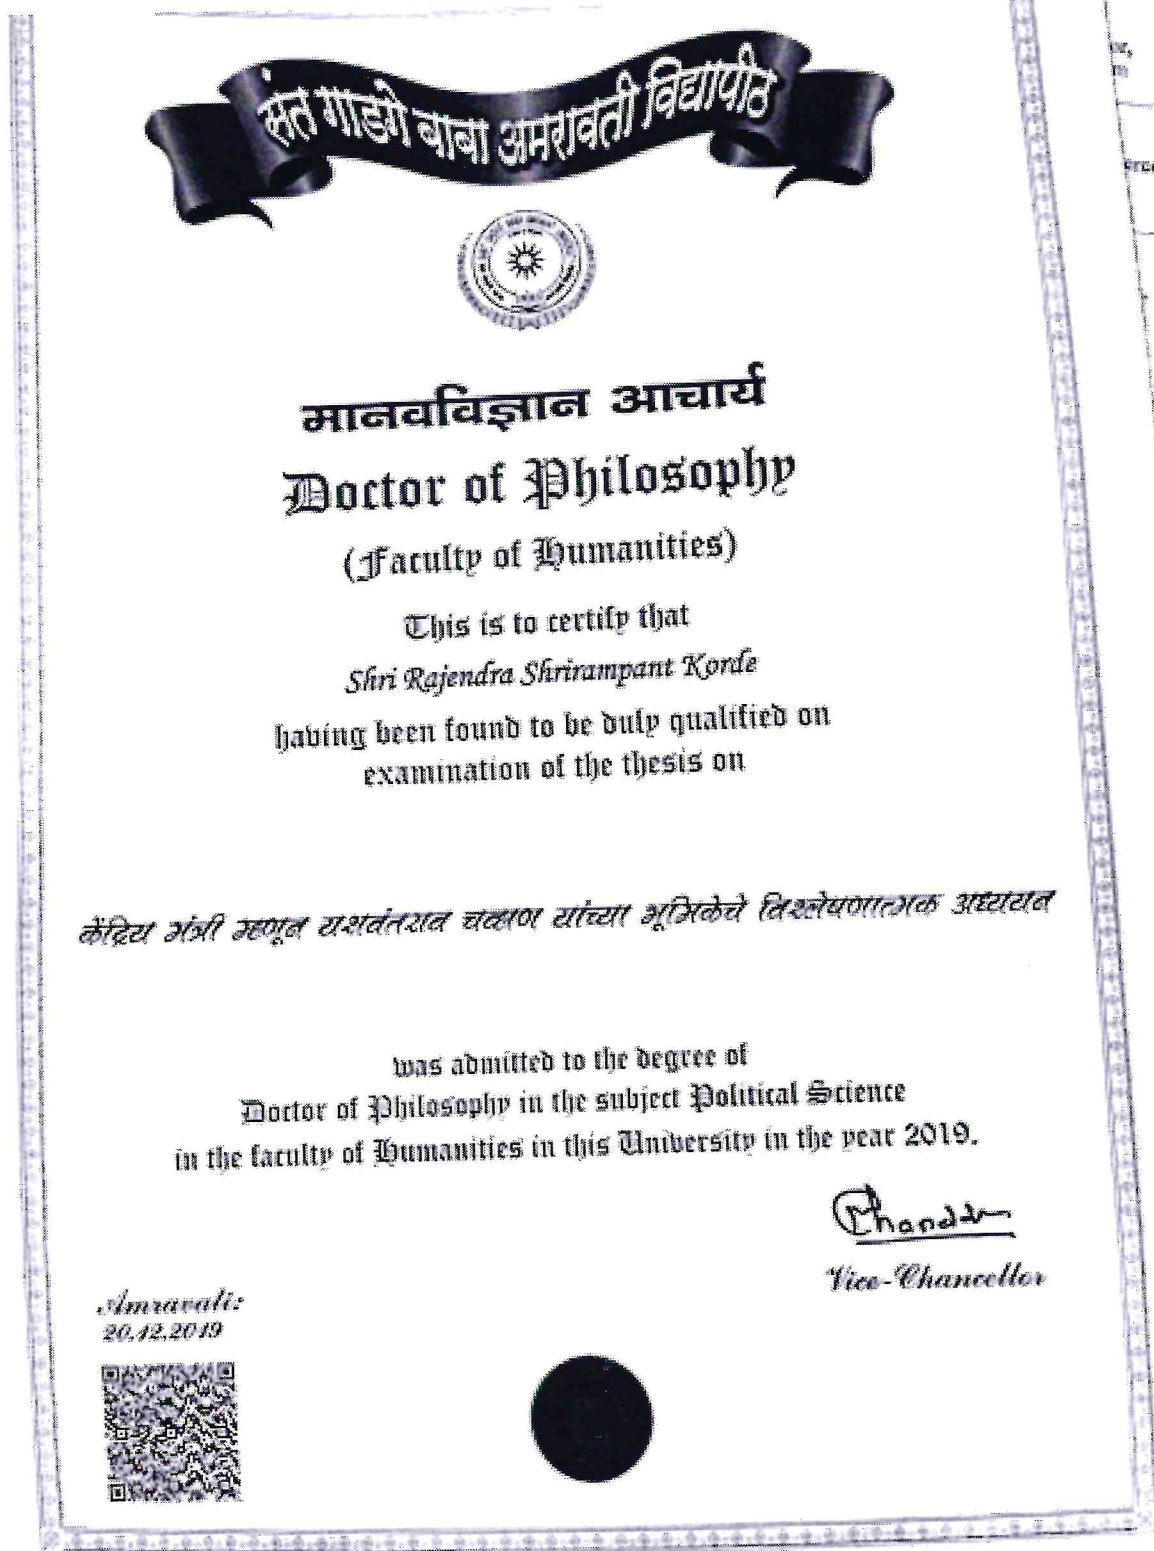 संत गाडगे बाबा अमरावती विद्यापीठ
मानवविज्ञान आचार्य
Doctor of Philosophy
(Faculty of Humanities)
This is to certify that
Shri Rajendra Shrirampant Korde
having been found to be duly qualified on
examination of the thesis on
केंद्रिय मंत्री म्हणून यशवंतराव चव्हाण यांच्या भूमिकेचे विश्लेषणात्मक अध्ययन
was admitted to the degree of
Doctor of Philosophy in the subject Political Science
in the faculty of Humanities in this University in the year 2019.
Vice-Chancellor
Amravati:
20.12.2019